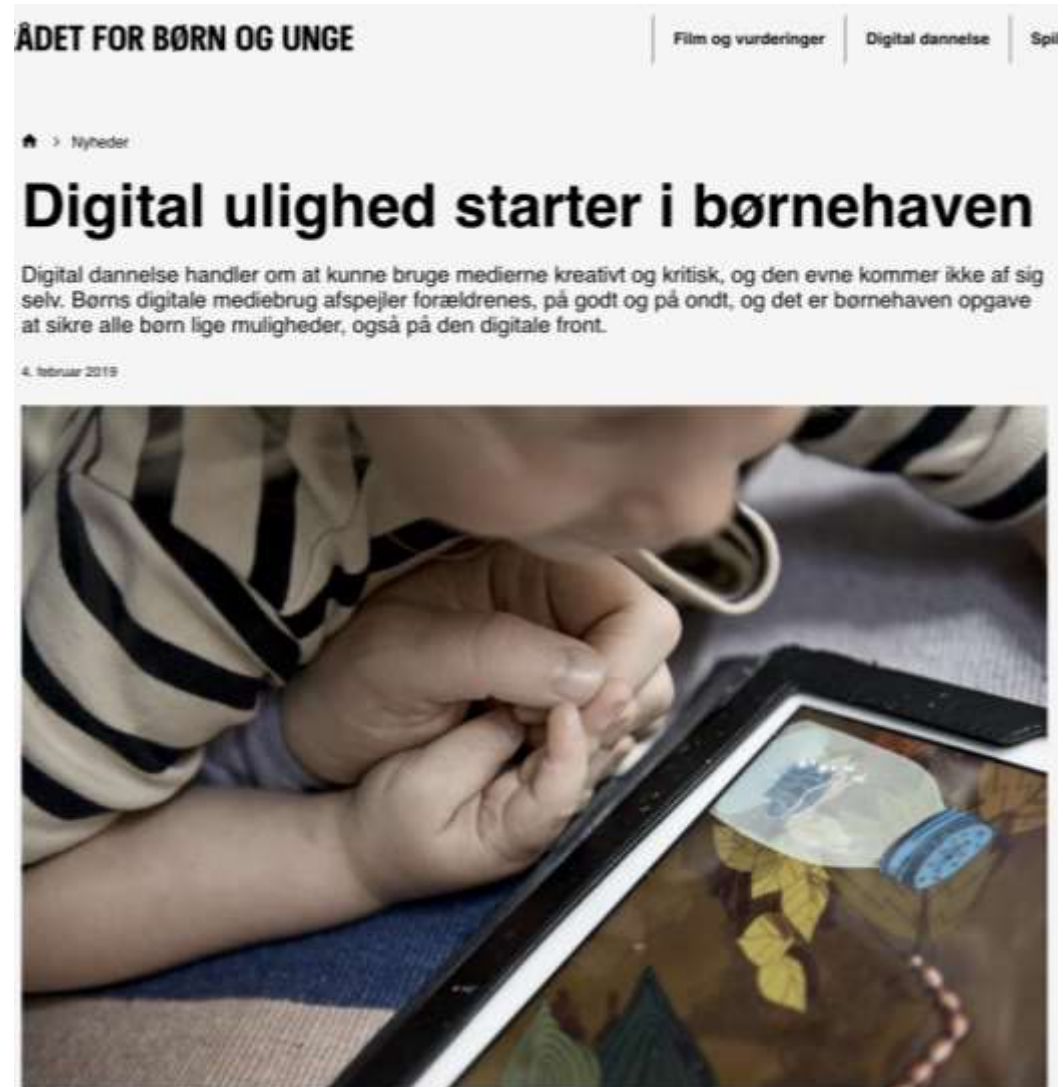 ÅDET FOR BØRN OG UNGE
Film og vurderinger
Digital dannelse
Spil
> Nyheder
Digital ulighed starter i børnehaven
Digital dannelse handler om at kunne bruge medierne kreativt og kritisk, og den evne kommer ikke af sig
selv. Børns digitale mediebrug afspejler forældrenes, på godt og på ondt, og det er børnehaven opgave
at sikre alle børn lige muligheder, også på den digitale front.
4. februar 2019